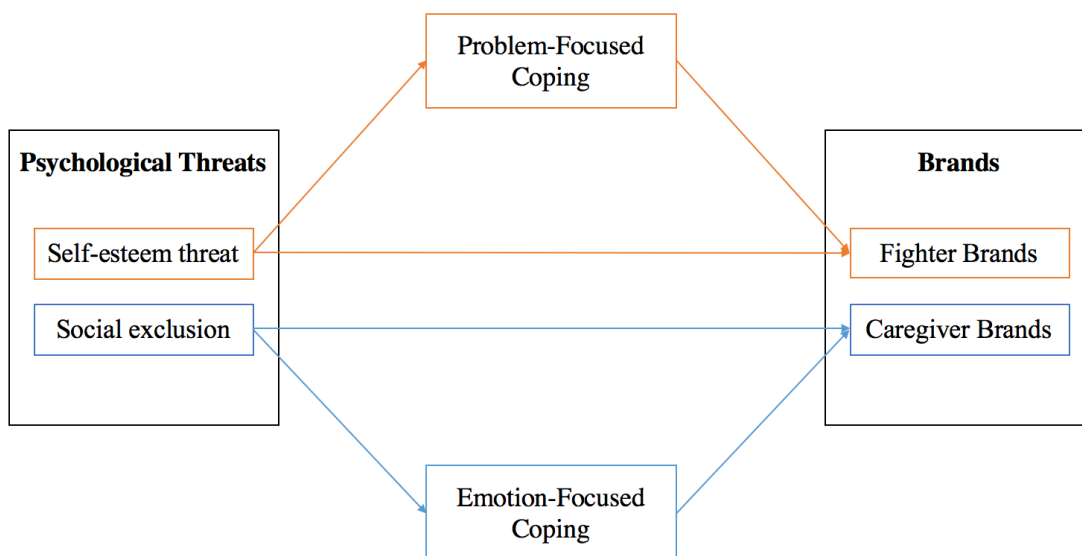 Problem-Focused
Coping
Psychological Threats
Brands
Self-esteem threat
Fighter Brands
Social exclusion
Caregiver Brands
Emotion-Focused
Coping